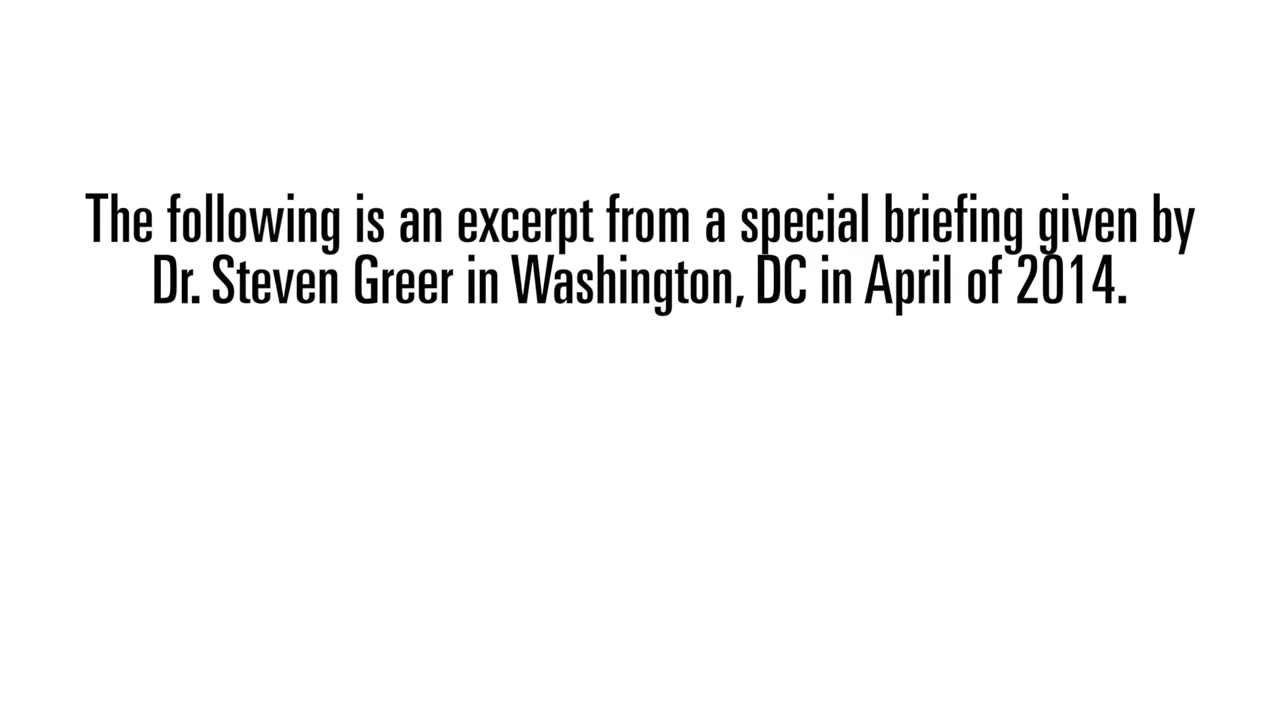 The following is an excerpt from a special briefing given by
Dr. Steven Greer in Washington, DC in April of 2014.